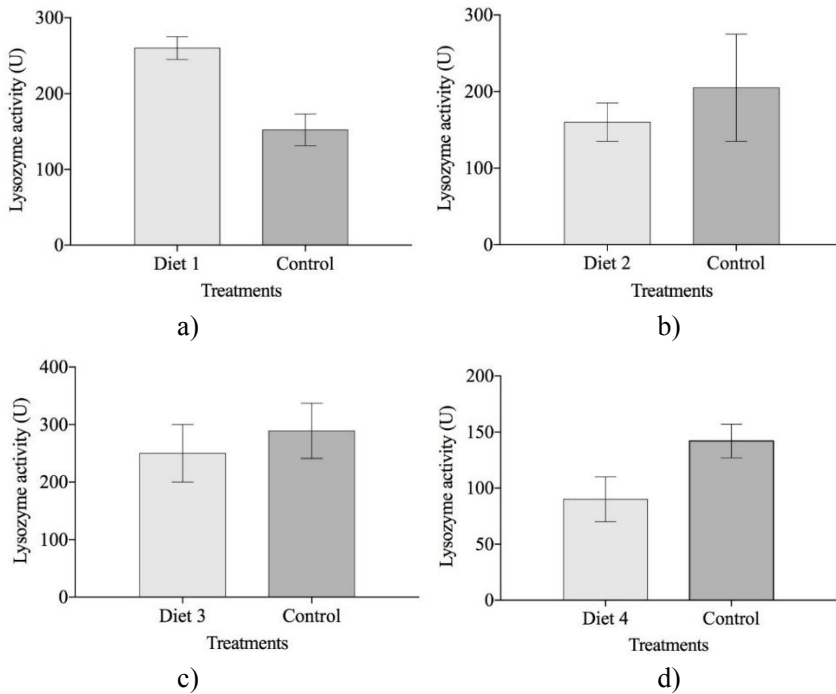 300
200
100
0
Lysozyme activity (U)
Diet 1 Control
Treatments
a)
300
200
100
0
Lysozyme activity (U)
Diet 2 Control
Treatments
b)
400
300
200
100
0
Lysozyme activity (U)
Diet 3 Control
Treatments
c)
200
150
100
50
0
Lysozyme activity (U)
Diet 4 Control
Treatments
d)